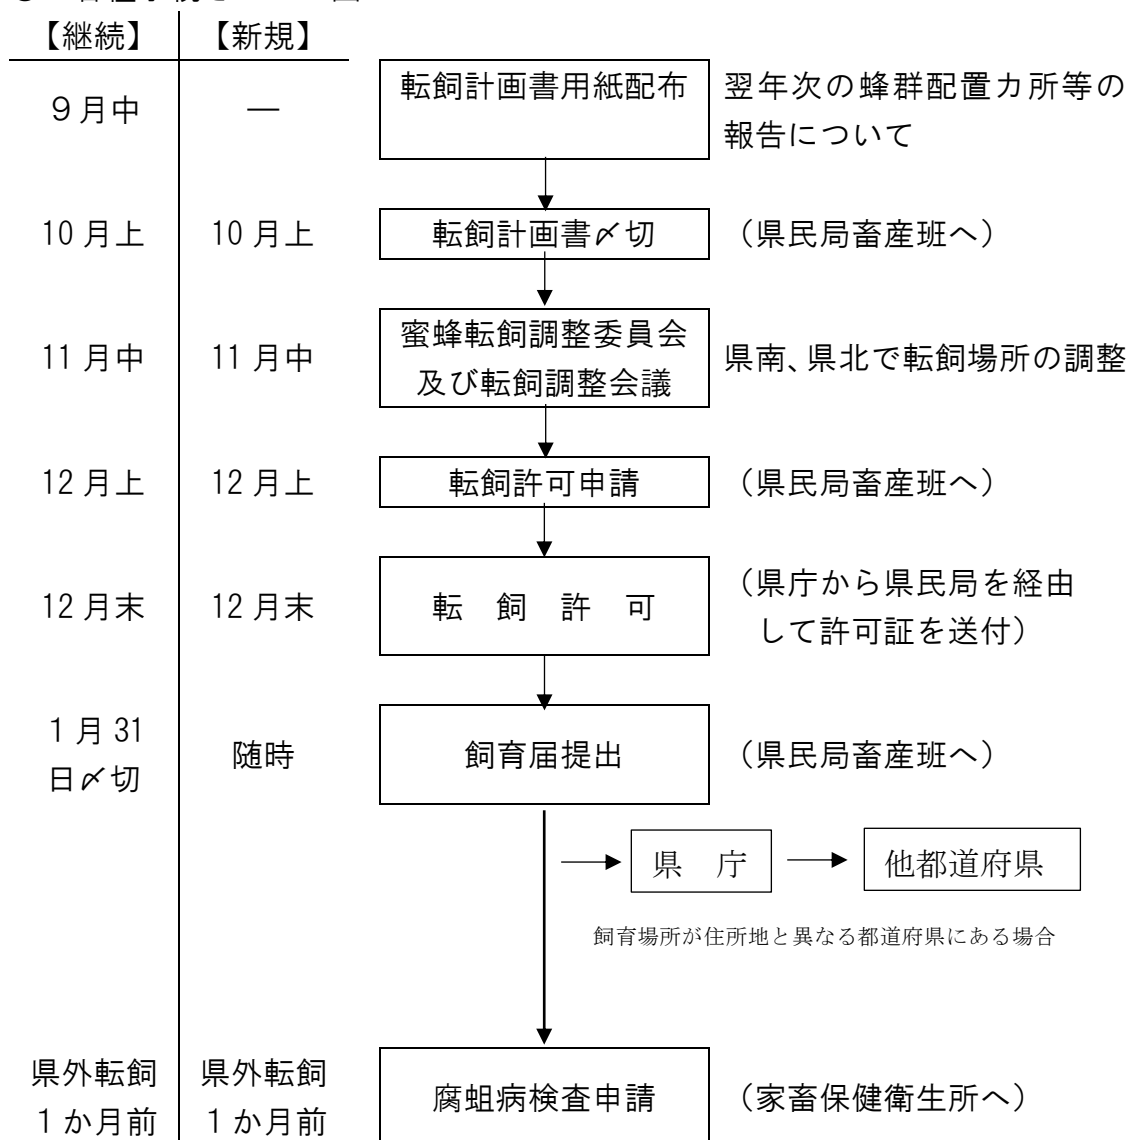 【継続】 【新規】
9月中 ― 転飼計画書用紙配布 翌年次の蜂群配置カ所等の
報告について
10月上 10月上 転飼計画書〆切 （県民局畜産班へ）
11月中 11月中 蜜蜂転飼調整委員会
及び転飼調整会議 県南、県北で転飼場所の調整
12月上 12月上 転飼許可申請 （県民局畜産班へ）
12月末 12月末 転 飼 許 可 （県庁から県民局を経由
して許可証を送付）
1月31
日〆切 随時 飼育届提出 （県民局畜産班へ）
県 庁 他都道府県
飼育場所が住所地と異なる都道府県にある場合
県外転飼 県外転飼
1か月前 1か月前 腐蛆病検査申請 （家畜保健衛生所へ）